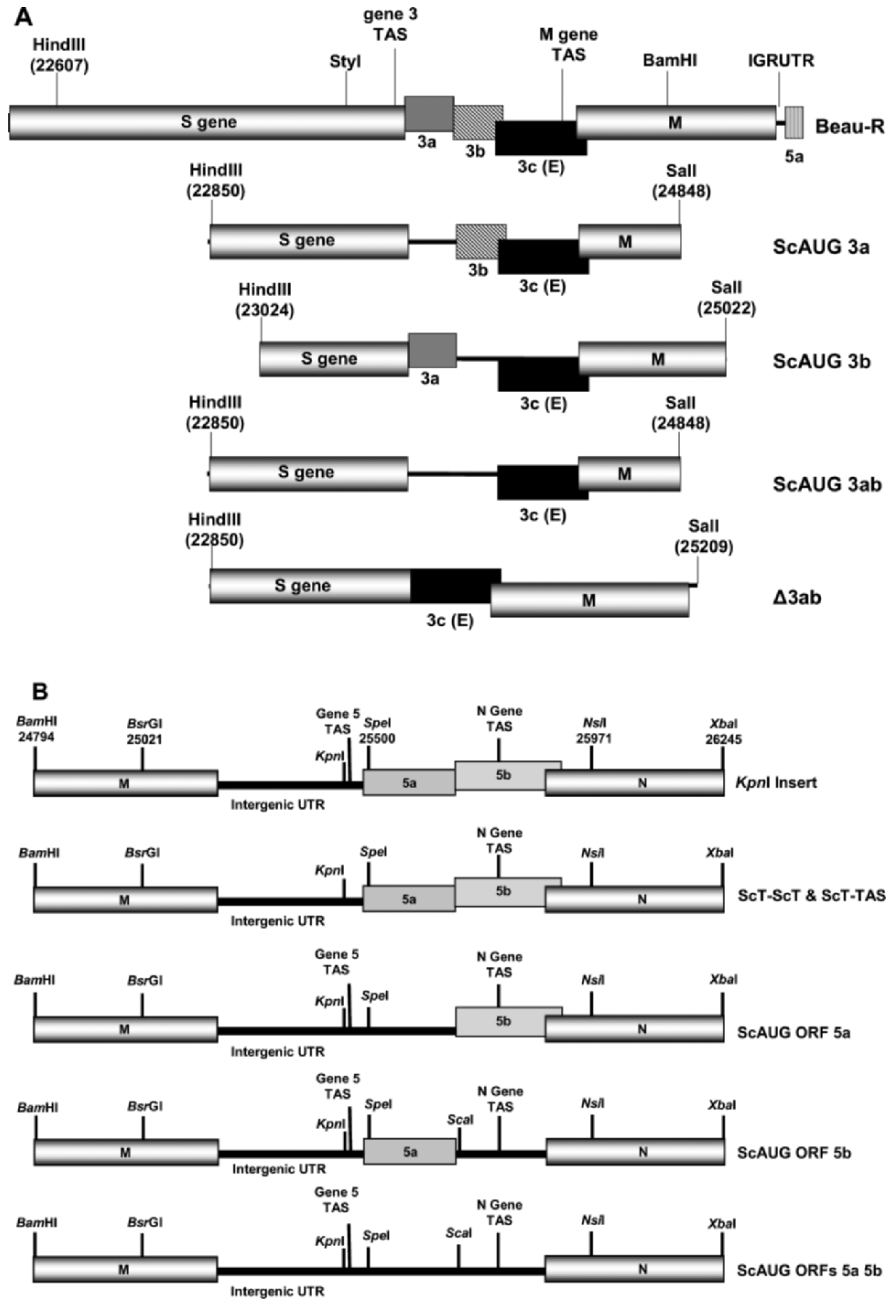 A
gene 3
TAS
M gene
TAS
HindIII
(22607)
StyI
BamHI
IGRUTR
S gene
3a
3b
3c (E)
M
5a
Beau-R
HindIII
(22850)
SalI
(24848)
S gene
3b
3c (E)
M
ScAUG 3a
HindIII
(23024)
SalI
(25022)
S gene
3a
3c (E)
M
ScAUG 3b
HindIII
(22850)
SalI
(24848)
S gene
3c (E)
M
ScAUG 3ab
HindIII
(22850)
SalI
(25209)
S gene
3c (E)
M
Δ3ab
B
BamHI
24794
BsrGI
25021
KpnI
Gene 5
TAS
SpeI
25500
N Gene
TAS
NsiI
25971
XbaI
26245
M
Intergenic UTR
5a
5b
N
KpnI Insert
BamHI
BsrGI
KpnI
SpeI
N Gene
TAS
NsiI
XbaI
M
Intergenic UTR
5a
5b
N
ScT-ScT & ScT-TAS
BamHI
BsrGI
KpnI
Gene 5
TAS
SpeI
N Gene
TAS
NsiI
XbaI
M
Intergenic UTR
5b
N
ScAUG ORF 5a
BamHI
BsrGI
KpnI
Gene 5
TAS
SpeI
ScaI
N Gene
TAS
NsiI
XbaI
M
Intergenic UTR
5a
N
ScAUG ORF 5b
BamHI
BsrGI
KpnI
Gene 5
TAS
SpeI
ScaI
N Gene
TAS
NsiI
XbaI
M
Intergenic UTR
N
ScAUG ORFs 5a 5b